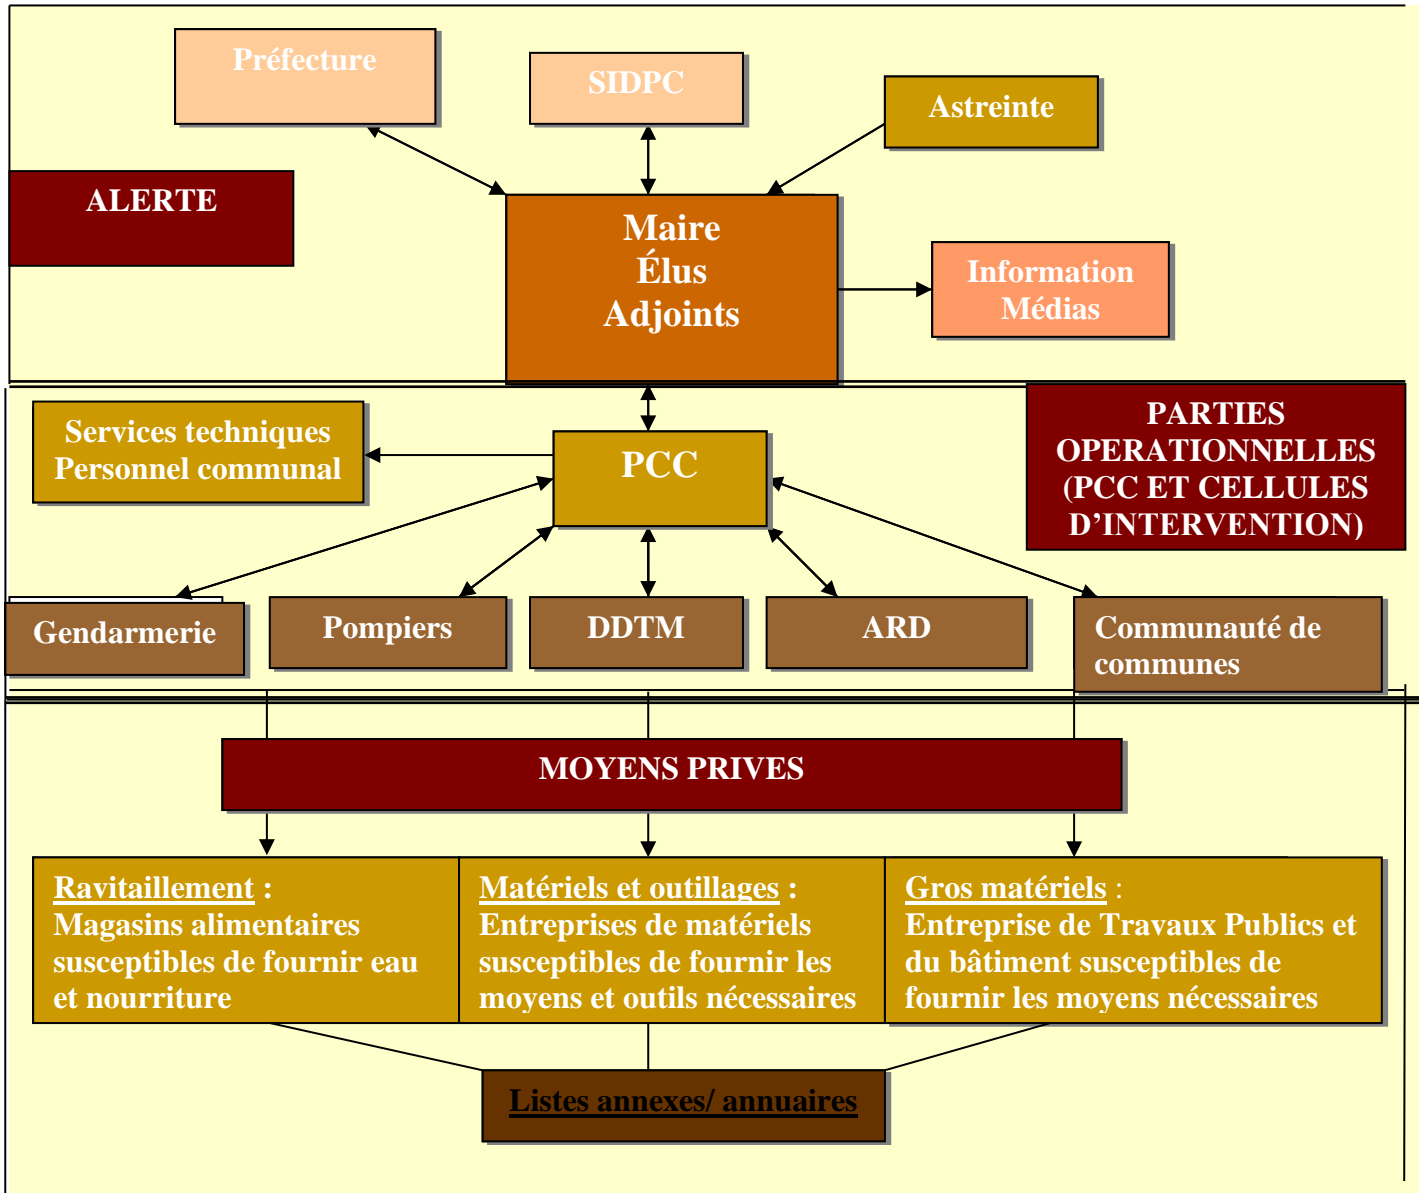 Préfecture
SIDPC
Astreinte
ALERTE
Maire
Élus
Adjoints
Information
Médias
Services techniques
Personnel communal
PCC
PARTIES
OPERATIONNELLES
(PCC ET CELLULES
D’INTERVENTION)
Gendarmerie
Pompiers
DDTM
ARD
Communauté de
communes
MOYENS PRIVES
Ravitaillement :
Magasins alimentaires
susceptibles de fournir eau
et nourriture
Matériels et outillages :
Entreprises de matériels
susceptibles de fournir les
moyens et outils nécessaires
Gros matériels :
Entreprise de Travaux Publics et
du bâtiment susceptibles de
fournir les moyens nécessaires
Listes annexes/ annuaires